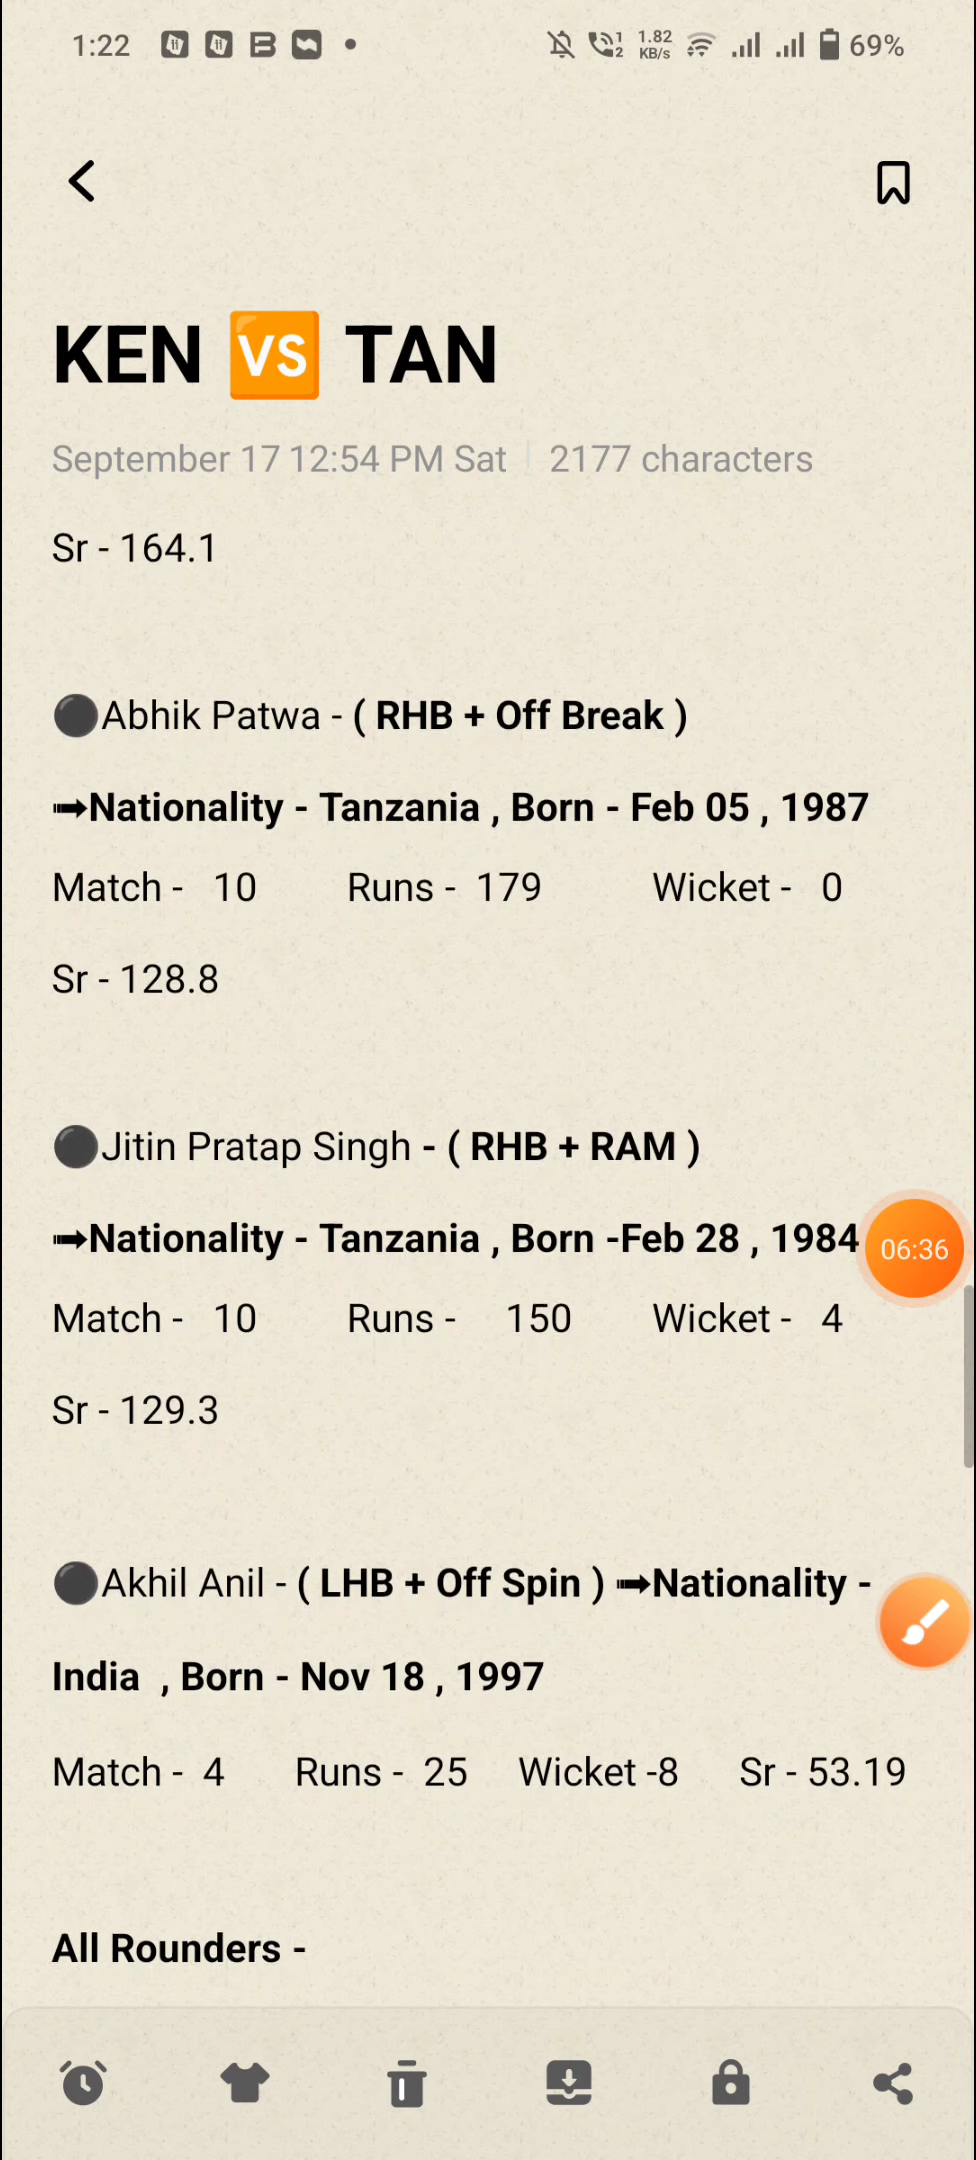 1:22 1.82 KB/s 69%
KEN VS TAN
September 17 12:54 PM Sat | 2177 characters
Sr - 164.1
⚫Abhik Patwa - ( RHB + Off Break )
➟Nationality - Tanzania , Born - Feb 05 , 1987
Match - 10 Runs - 179 Wicket - 0
Sr - 128.8
⚫Jitin Pratap Singh - ( RHB + RAM )
➟Nationality - Tanzania , Born -Feb 28 , 1984
06:36
Match - 10 Runs - 150 Wicket - 4
Sr - 129.3
⚫Akhil Anil - ( LHB + Off Spin ) ➟Nationality -
India , Born - Nov 18 , 1997
Match - 4 Runs - 25 Wicket -8 Sr - 53.19
All Rounders -